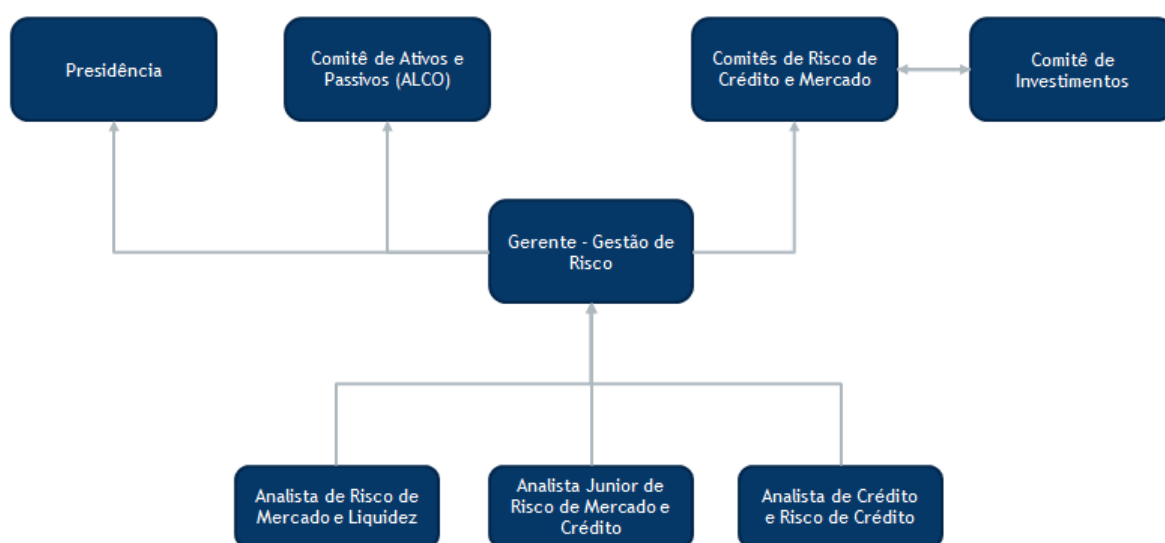 Presidência
Comitê de Ativos e
Passivos (ALCO)
Comitês de Risco de
Crédito e Mercado
Comitê de
Investimentos
Gerente - Gestão de
Risco
Analista de Risco de
Mercado e Liquidez
Analista Junior de
Risco de Mercado e
Crédito
Analista de Crédito
e Risco de Crédito